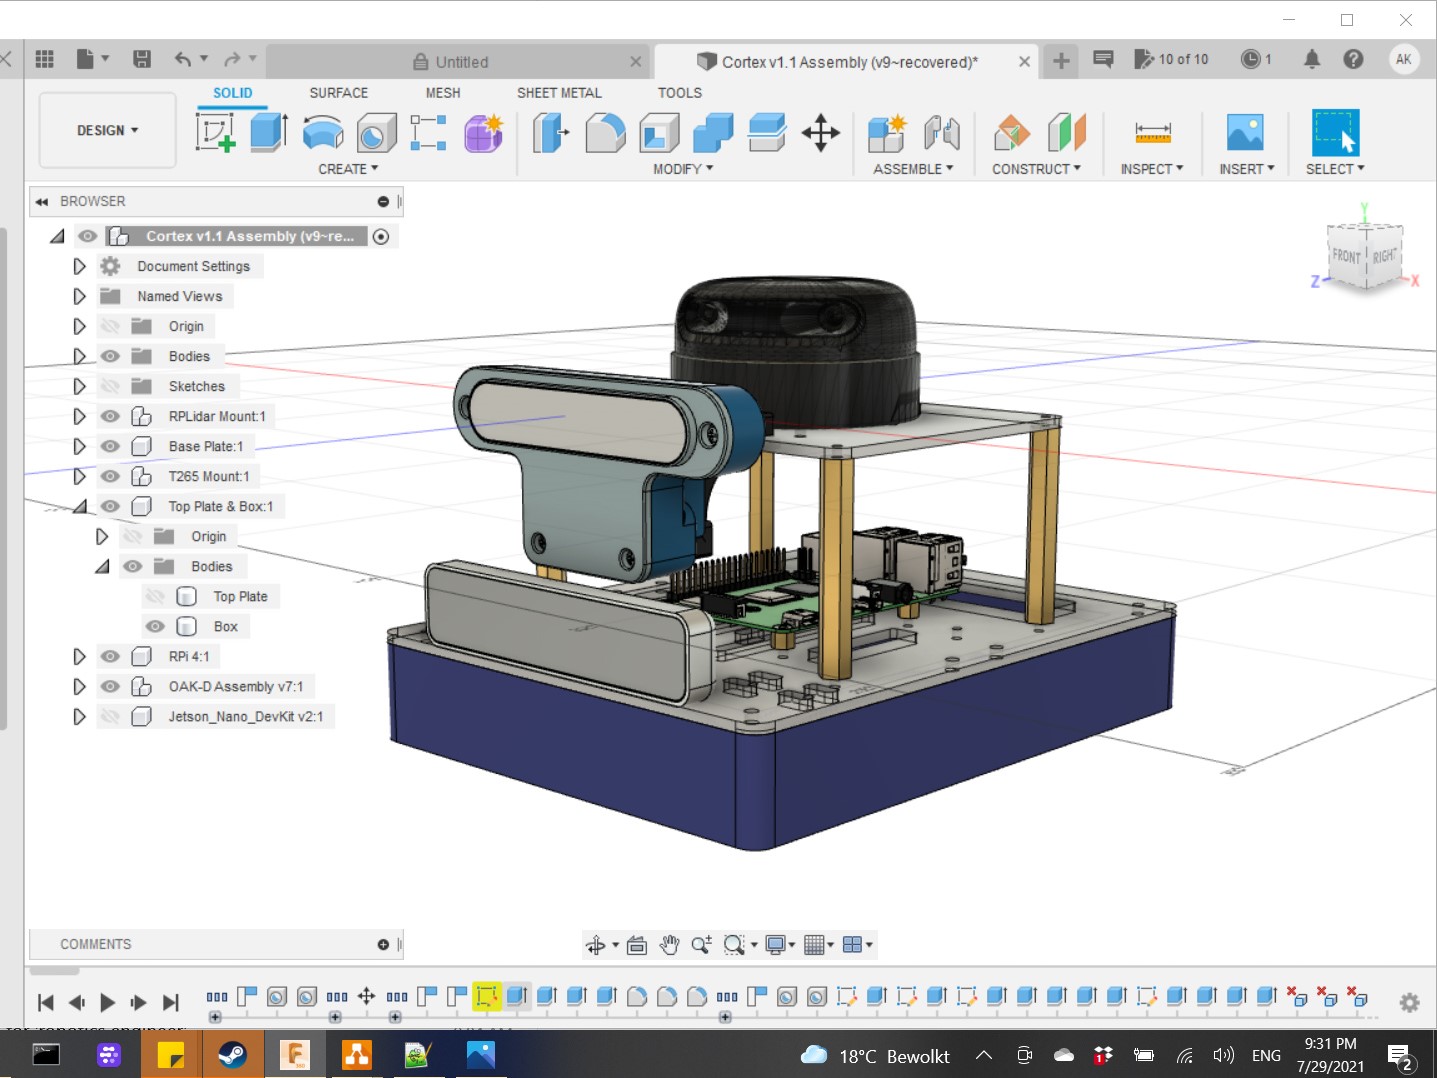 Untitled
Cortex v1.1 Assembly (v9~recovered)*
10 of 10
1
AK
SOLID
SURFACE
MESH
SHEET METAL
TOOLS
DESIGN
CREATE
MODIFY
ASSEMBLE
CONSTRUCT
INSPECT
INSERT
SELECT
BROWSER
Cortex v1.1 Assembly (v9~re...
Document Settings
Named Views
Origin
Bodies
Sketches
RPLidar Mount:1
Base Plate:1
T265 Mount:1
Top Plate & Box:1
Origin
Bodies
Top Plate
Box
RPi 4:1
OAK-D Assembly v7:1
Jetson_Nano_DevKit v2:1
Y
FRONT
RIGHT
Z
X
COMMENTS
18°C Bewolkt
1
ENG
9:31 PM
7/29/2021
2